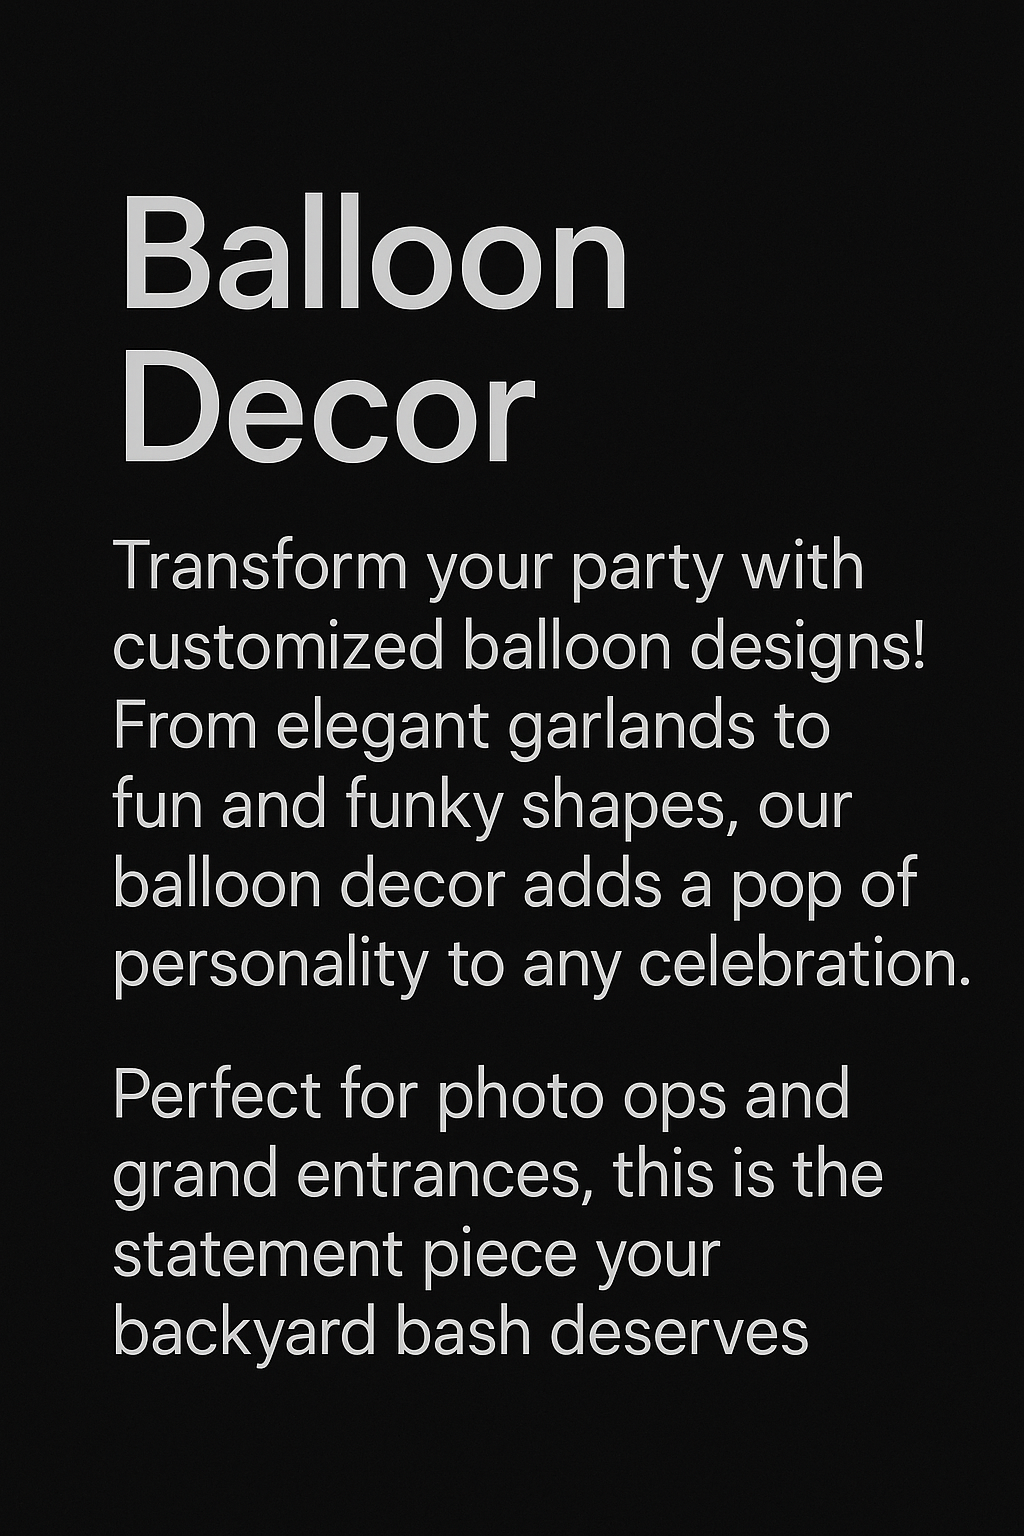 Balloon
Decor
Transform your party with
customized balloon designs!
From elegant garlands to
fun and funky shapes, our
balloon decor adds a pop of
personality to any celebration.
Perfect for photo ops and
grand entrances, this is the
statement piece your
backyard bash deserves